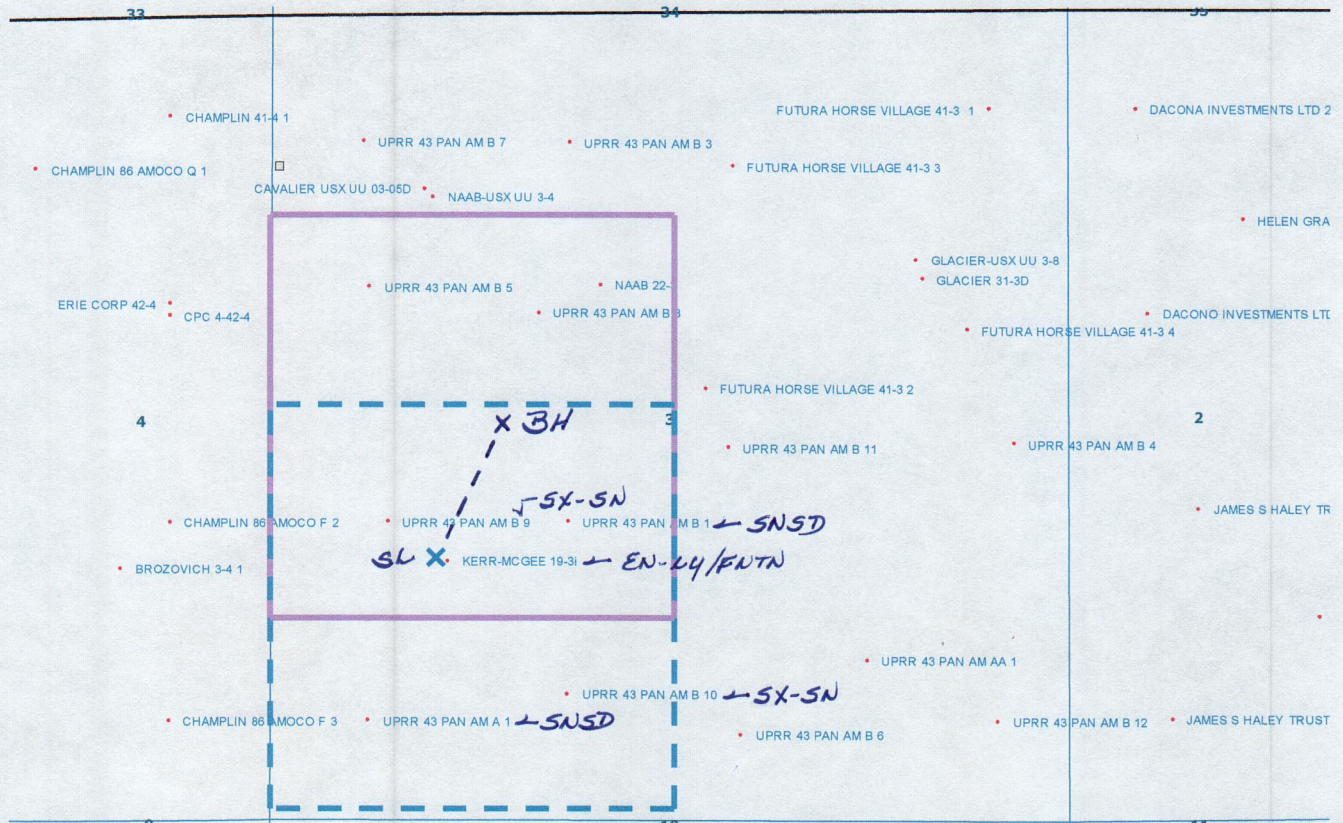 33
34
FUTURA HORSE VILLAGE 41-3 1
DACONA INVESTMENTS LTD 2
CHAMPLIN 41-4 1
UPRR 43 PAN AM B 7
UPRR 43 PAN AM B 3
CHAMPLIN 86 AMOCO Q 1
FUTURA HORSE VILLAGE 41-3 3
CAVALIER USX UU 03-05D
NAAB-USX UU 3-4
HELEN GRA
GLACIER-USX UU 3-8
GLACIER 31-3D
UPRR 43 PAN AM B 5
NAAB 22-
ERIE CORP 42-4
CPC 4-42-4
UPRR 43 PAN AM B 8
DACONO INVESTMENTS LTD
FUTURA HORSE VILLAGE 41-3 4
FUTURA HORSE VILLAGE 41-3 2
4
X BH
3
2
UPRR 43 PAN AM B 11
UPRR 43 PAN AM B 4
SX-SN
JAMES S HALEY TR
CHAMPLIN 86 AMOCO F 2
UPRR 43 PAN AM B 9
UPRR 43 PAN AM B 1 ← SNSD
SL X
KERR-MCGEE 19-3i ← EN-L4/FNTN
BROZOVICH 3-4 1
UPRR 43 PAN AM AA 1
UPRR 43 PAN AM B 10 ← SX-SN
CHAMPLIN 86 AMOCO F 3
UPRR 43 PAN AM A 1 ← SNSD
UPRR 43 PAN AM B 12
JAMES S HALEY TRUST
UPRR 43 PAN AM B 6